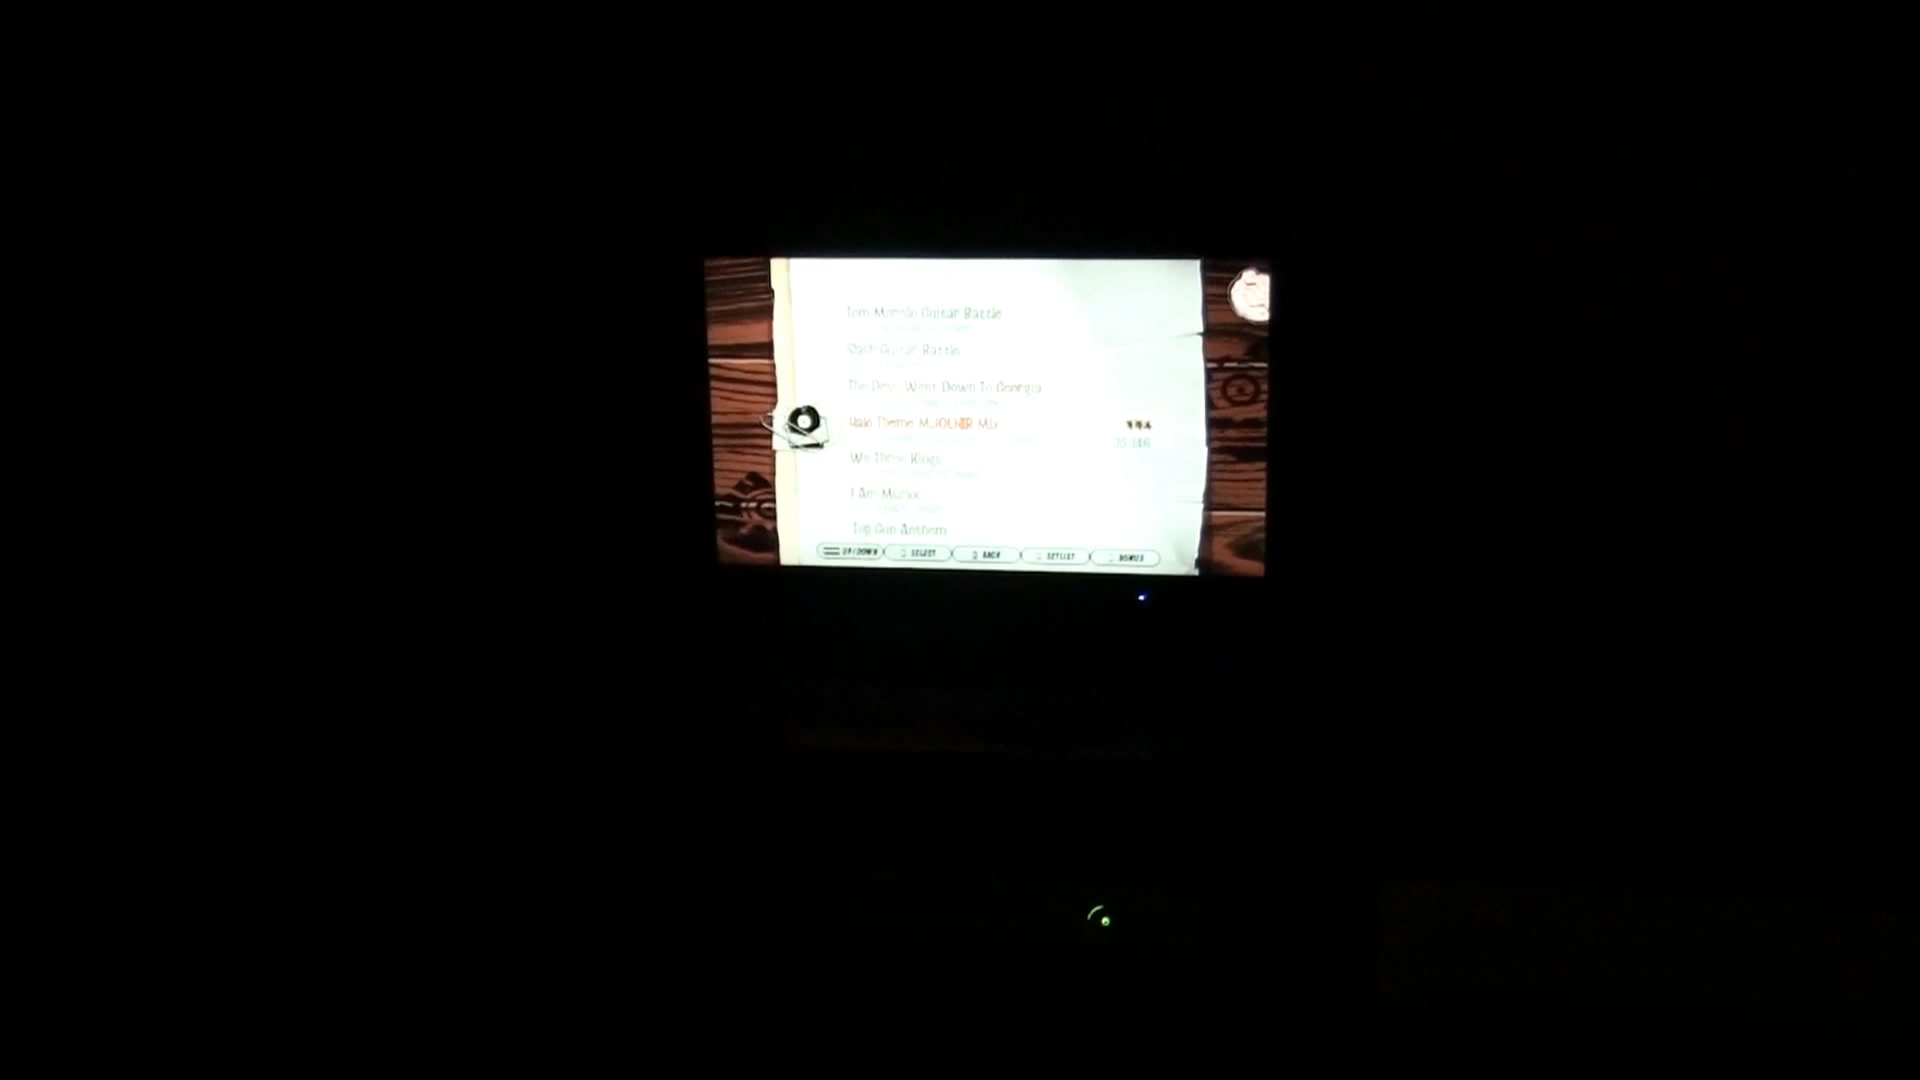 Tom Morello Guitar Battle
Slash Guitar Battle
The Devil Went Down To Georgia
Halo Theme MJOLNIR Mix
We Three Kings
I Am Murloc
Top Gun Anthem
UP/DOWN SELECT BACK SETLIST BONUS